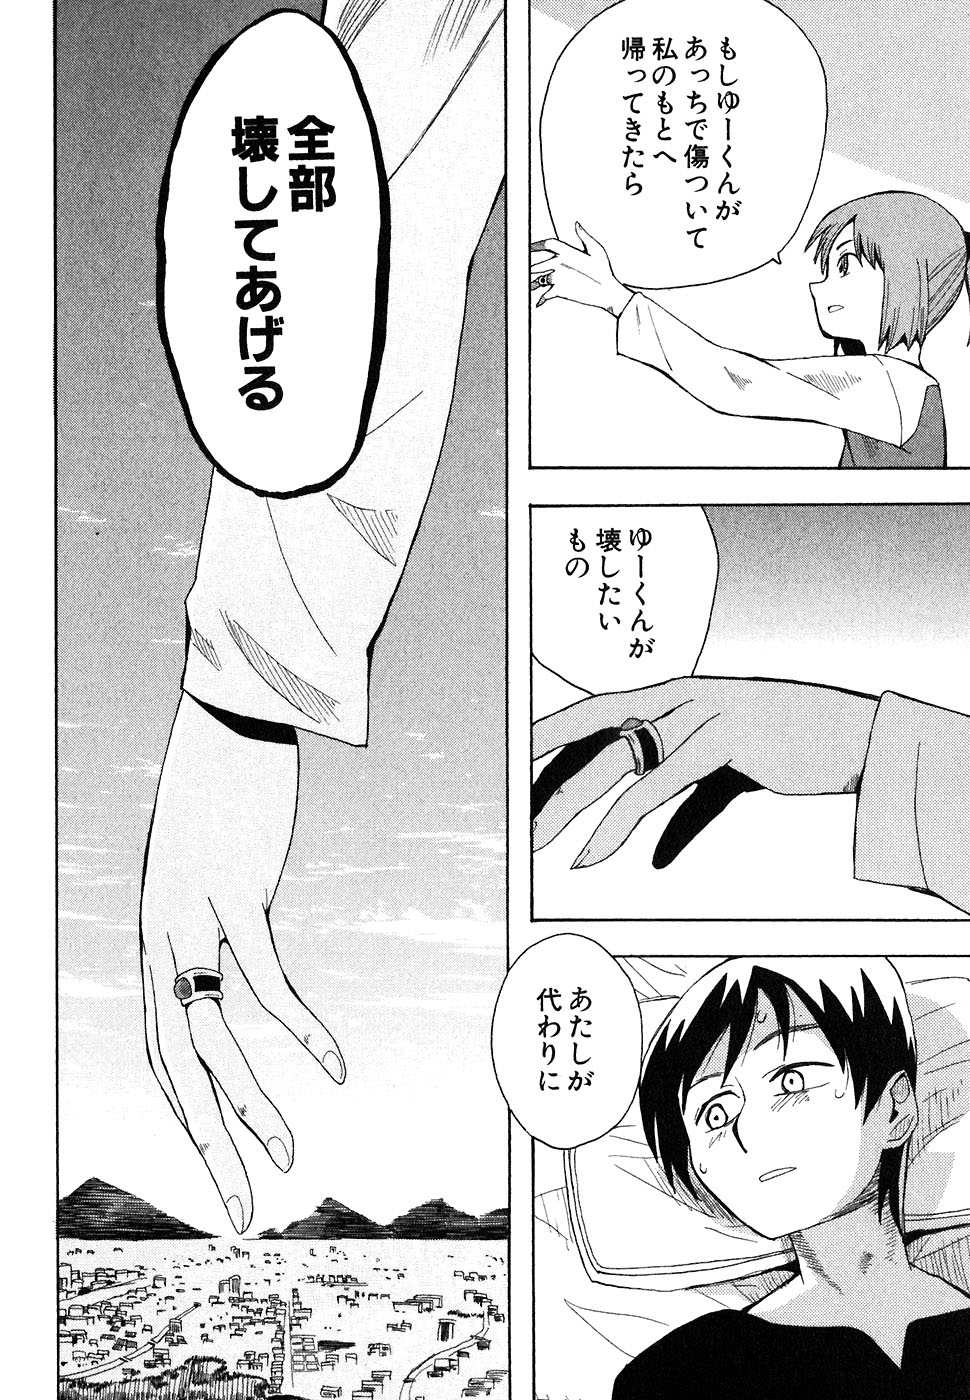 もしゆーくんが
あっちで傷ついて
私のもとへ
帰ってきたら
ゆーくんが
壊したい
もの
あたしが
代わりに
全部
壊してあげる